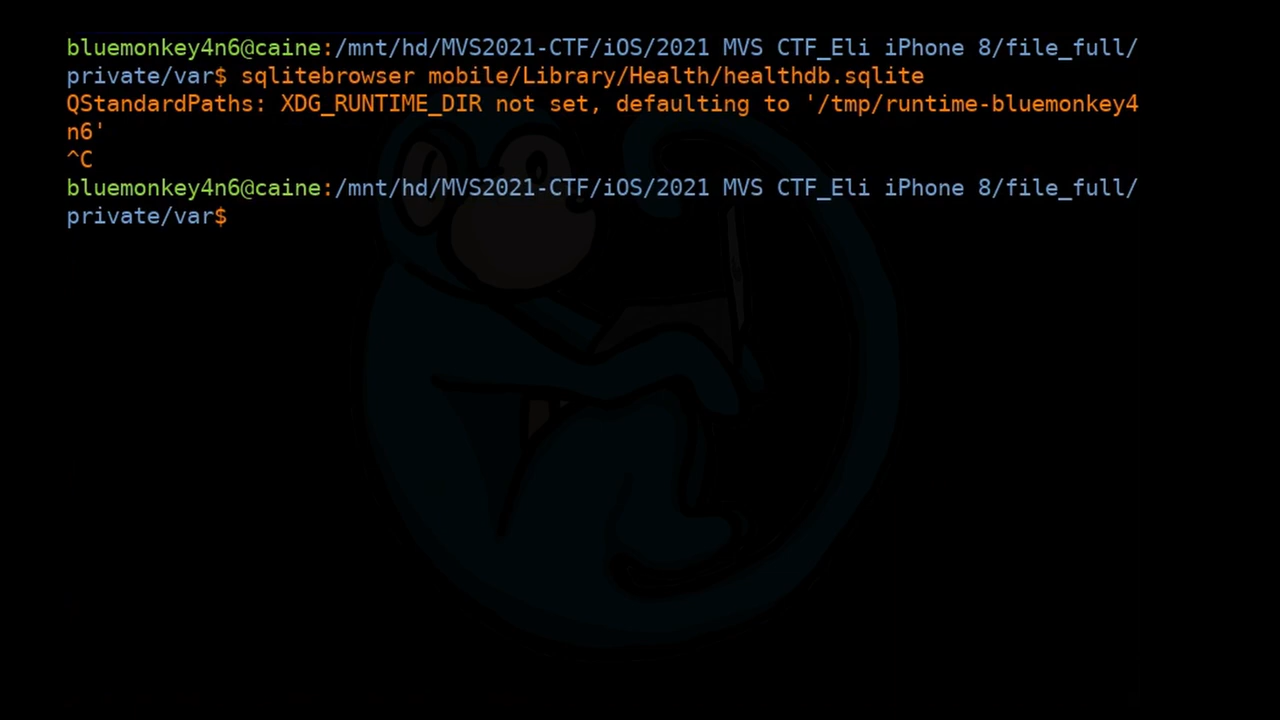 bluemonkey4n6@caine:/mnt/hd/MVS2021-CTF/iOS/2021 MVS CTF_Eli iPhone 8/file_full/
private/var$ sqlitebrowser mobile/Library/Health/healthdb.sqlite
QStandardPaths: XDG_RUNTIME_DIR not set, defaulting to '/tmp/runtime-bluemonkey4
n6'
^C
bluemonkey4n6@caine:/mnt/hd/MVS2021-CTF/iOS/2021 MVS CTF_Eli iPhone 8/file_full/
private/var$